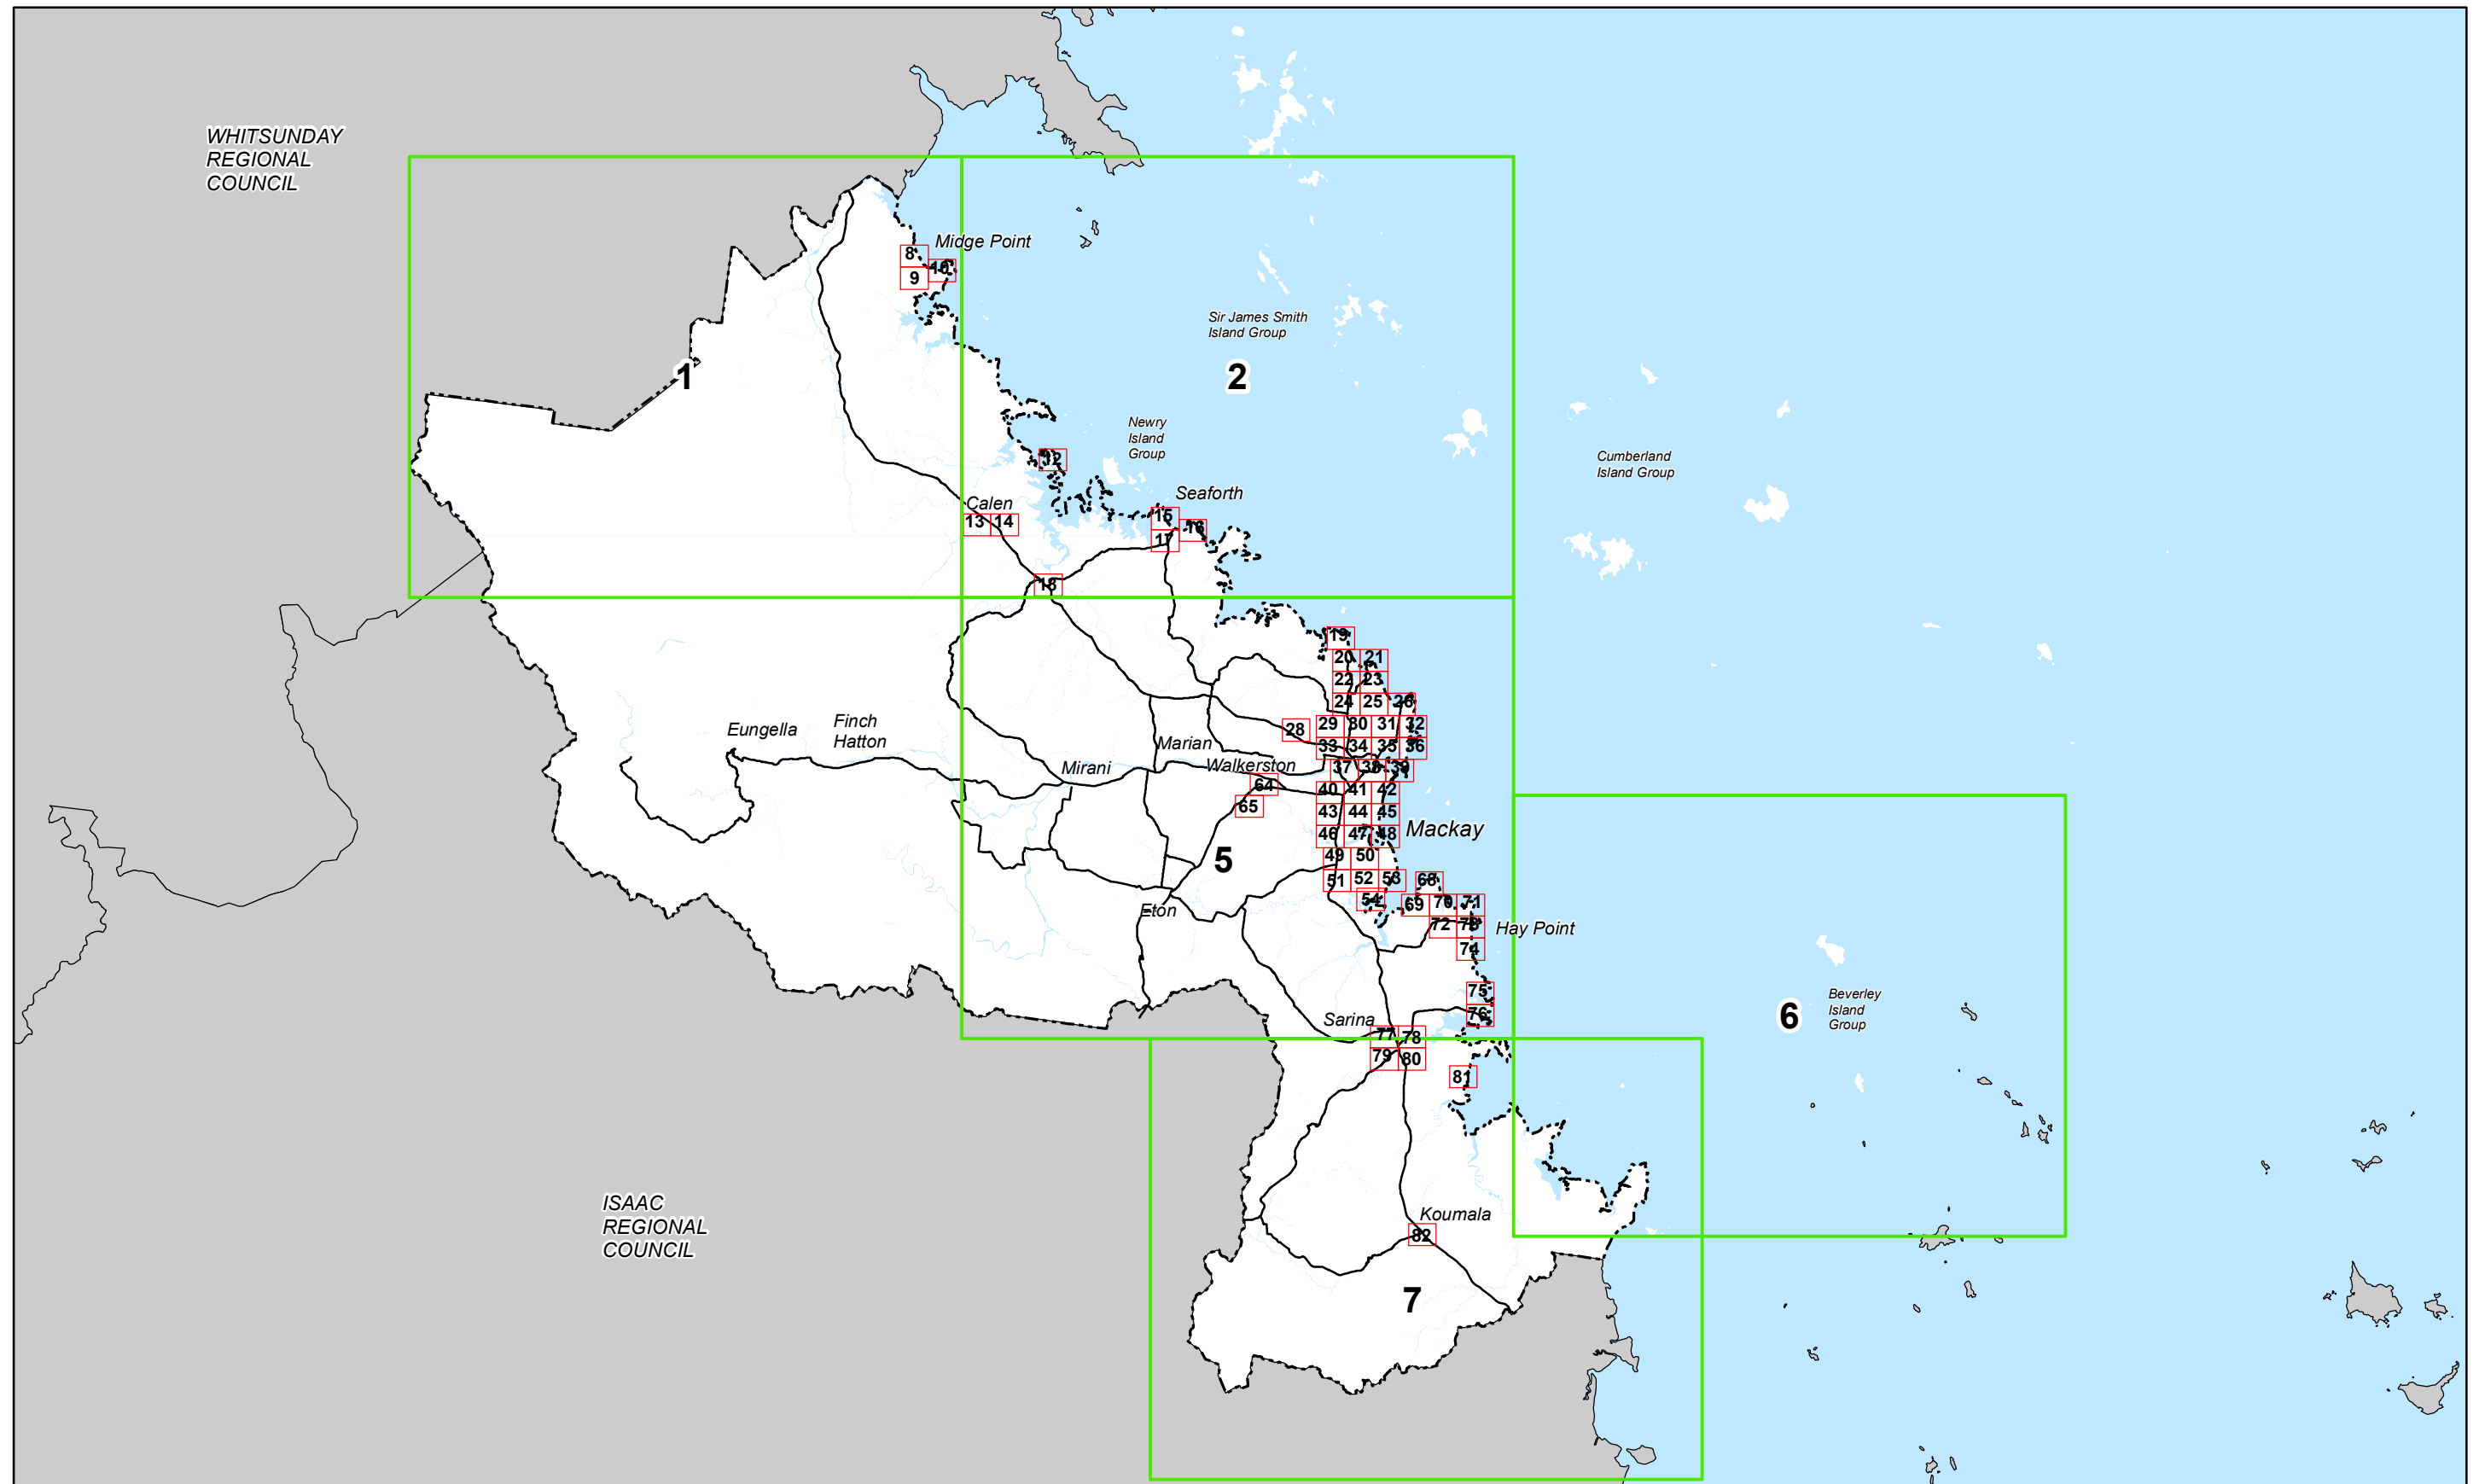 WHITSUNDAY
REGIONAL
COUNCIL
Midge Point
8
10
9
Sir James Smith
Island Group
1
2
Newry
Island
Group
Cumberland
Island Group
12
Seaforth
Calen
13 14
15
16
17
18
19
20 21
22 23
24 25 26
28
29 30 31 32
33 34 35 36
Eungella
Finch
Hatton
Marian
Mirani
Walkerston
37 38 39
64
40 41 42
65
43 44 45
46 47 48
Mackay
49 50
5
51 52 53
68
54
69 70 71
Eton
72 73
Hay Point
74
75
76
Beverley
Island
Group
6
Sarina
77 78
79 80
81
ISAAC
REGIONAL
COUNCIL
Koumala
82
7